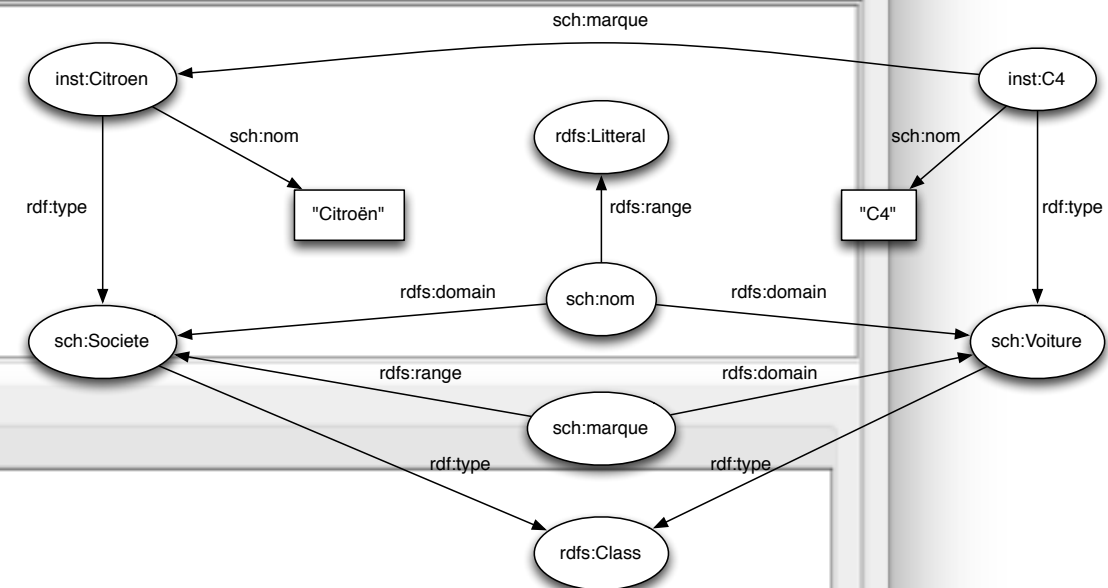 sch:marque
inst:Citroen
inst:C4
rdfs:Litteral
sch:nom
sch:nom
rdf:type
"Citroën"
rdfs:range
"C4"
rdf:type
rdfs:domain
sch:nom
rdfs:domain
sch:Societe
sch:Voiture
rdfs:range
rdfs:domain
sch:marque
rdf:type
rdf:type
rdfs:Class